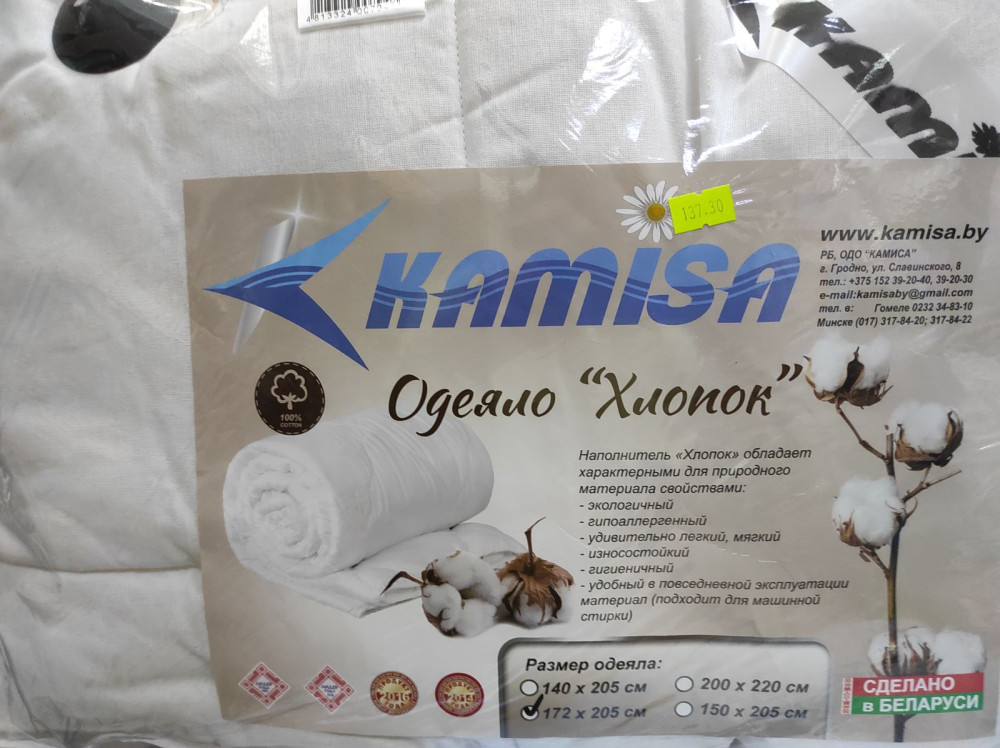 KAMISA
137.30
www.kamisa.by
РБ, ОДО "КАМИСА"
г. Гродно, ул. Славинского, 8
тел.: +375 152 39-20-40, 39-20-30
e-mail:kamisaby@gmail.com
тел. в: Гомеле 0232 34-83-10
Минске (017) 317-84-20; 317-84-22
KAMISA
100%
COTTON
Одеяло "Хлопок"
Наполнитель «Хлопок» обладает
характерными для природного
материала свойствами:
- экологичный
- гипоаллергенный
- удивительно легкий, мягкий
- износостойкий
- гигиеничный
- удобный в повседневной эксплуатации
материал (подходит для машинной
стирки)
Размер одеяла:
140 х 205 см
200 х 220 см
172 х 205 см
150 х 205 см
2016
2014
СДЕЛАНО
в БЕЛАРУСИ